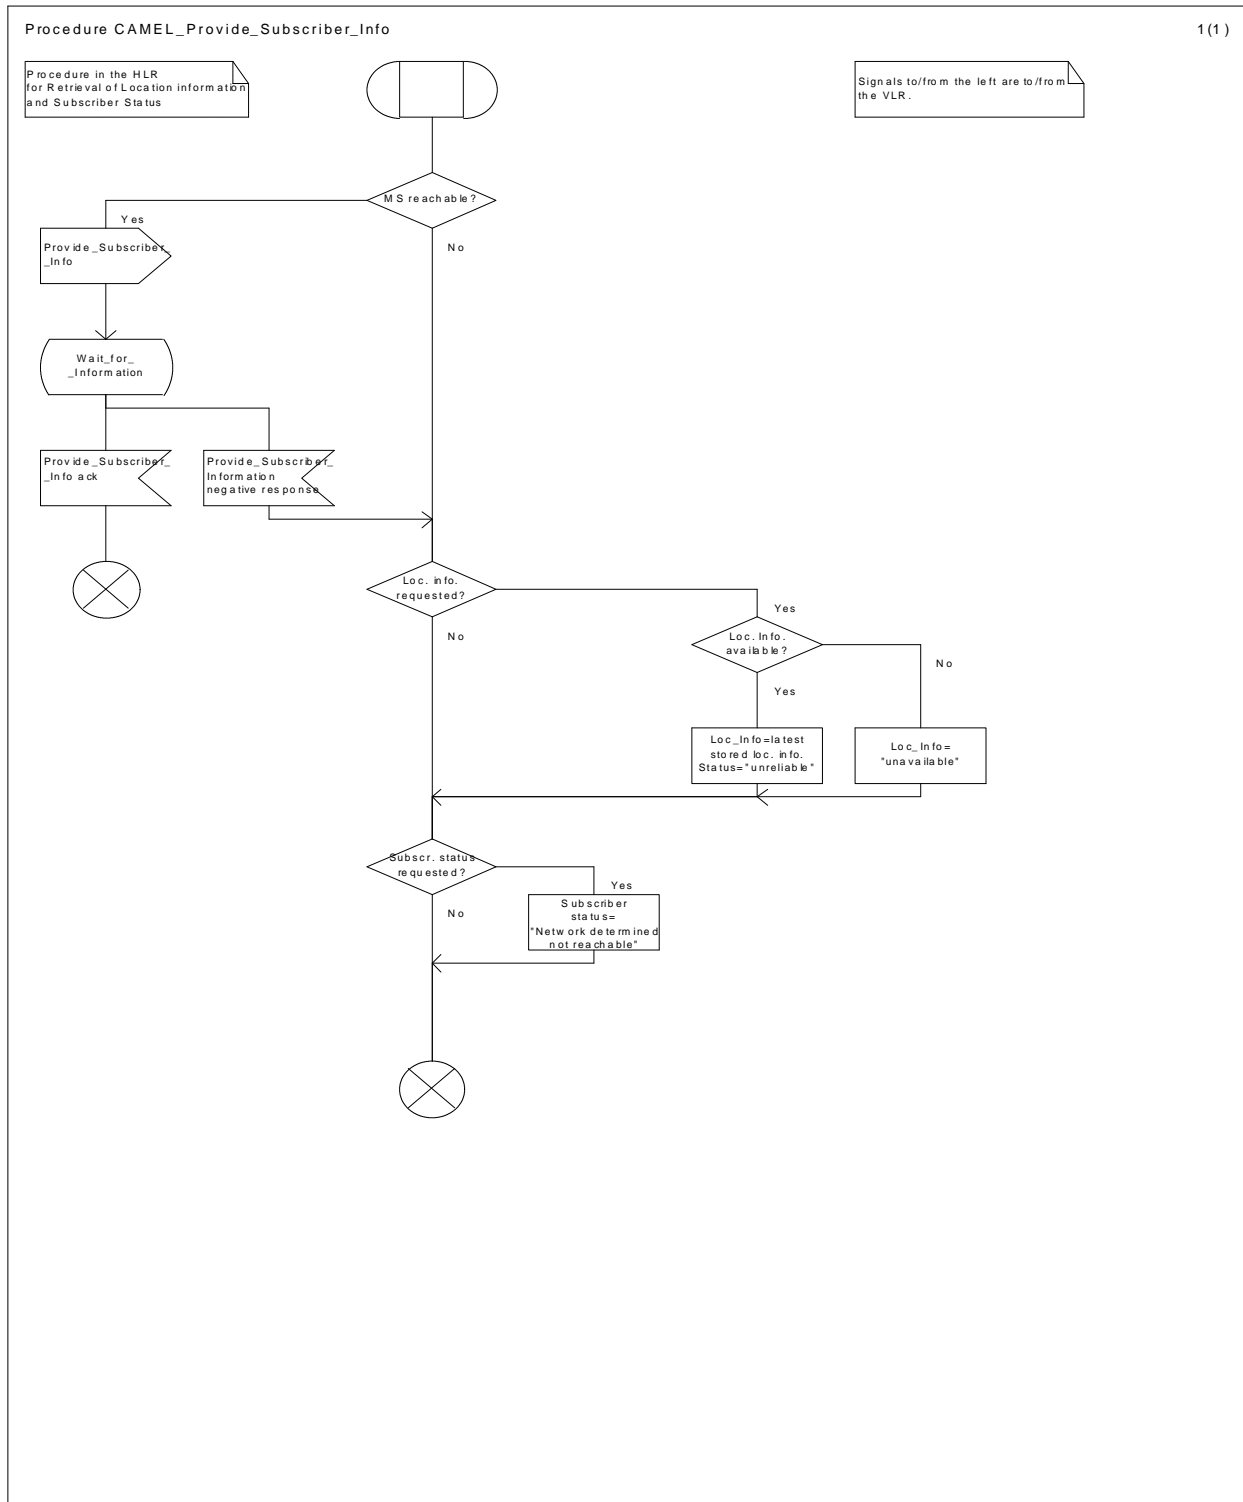 Procedure CAMEL_Provide_Subscriber_Info
1(1)
Procedure in the HLR
for Retrieval of Location information
and Subscriber Status
Signals to/from the left are to/from
the VLR.
MS reachable?
Yes
No
Provide_Subscriber_
_Info
Wait_for_
_Information
Provide_Subscriber_
_Info ack
Provide_Subscriber_
Information
negative response
Loc. info.
requested?
Yes
No
Loc. Info.
available?
No
Yes
Loc_Info=latest
stored loc. info.
Status="unreliable"
Loc_Info=
"unavailable"
Subscr. status
requested?
Yes
No
Subscriber
status=
"Network determined
not reachable"